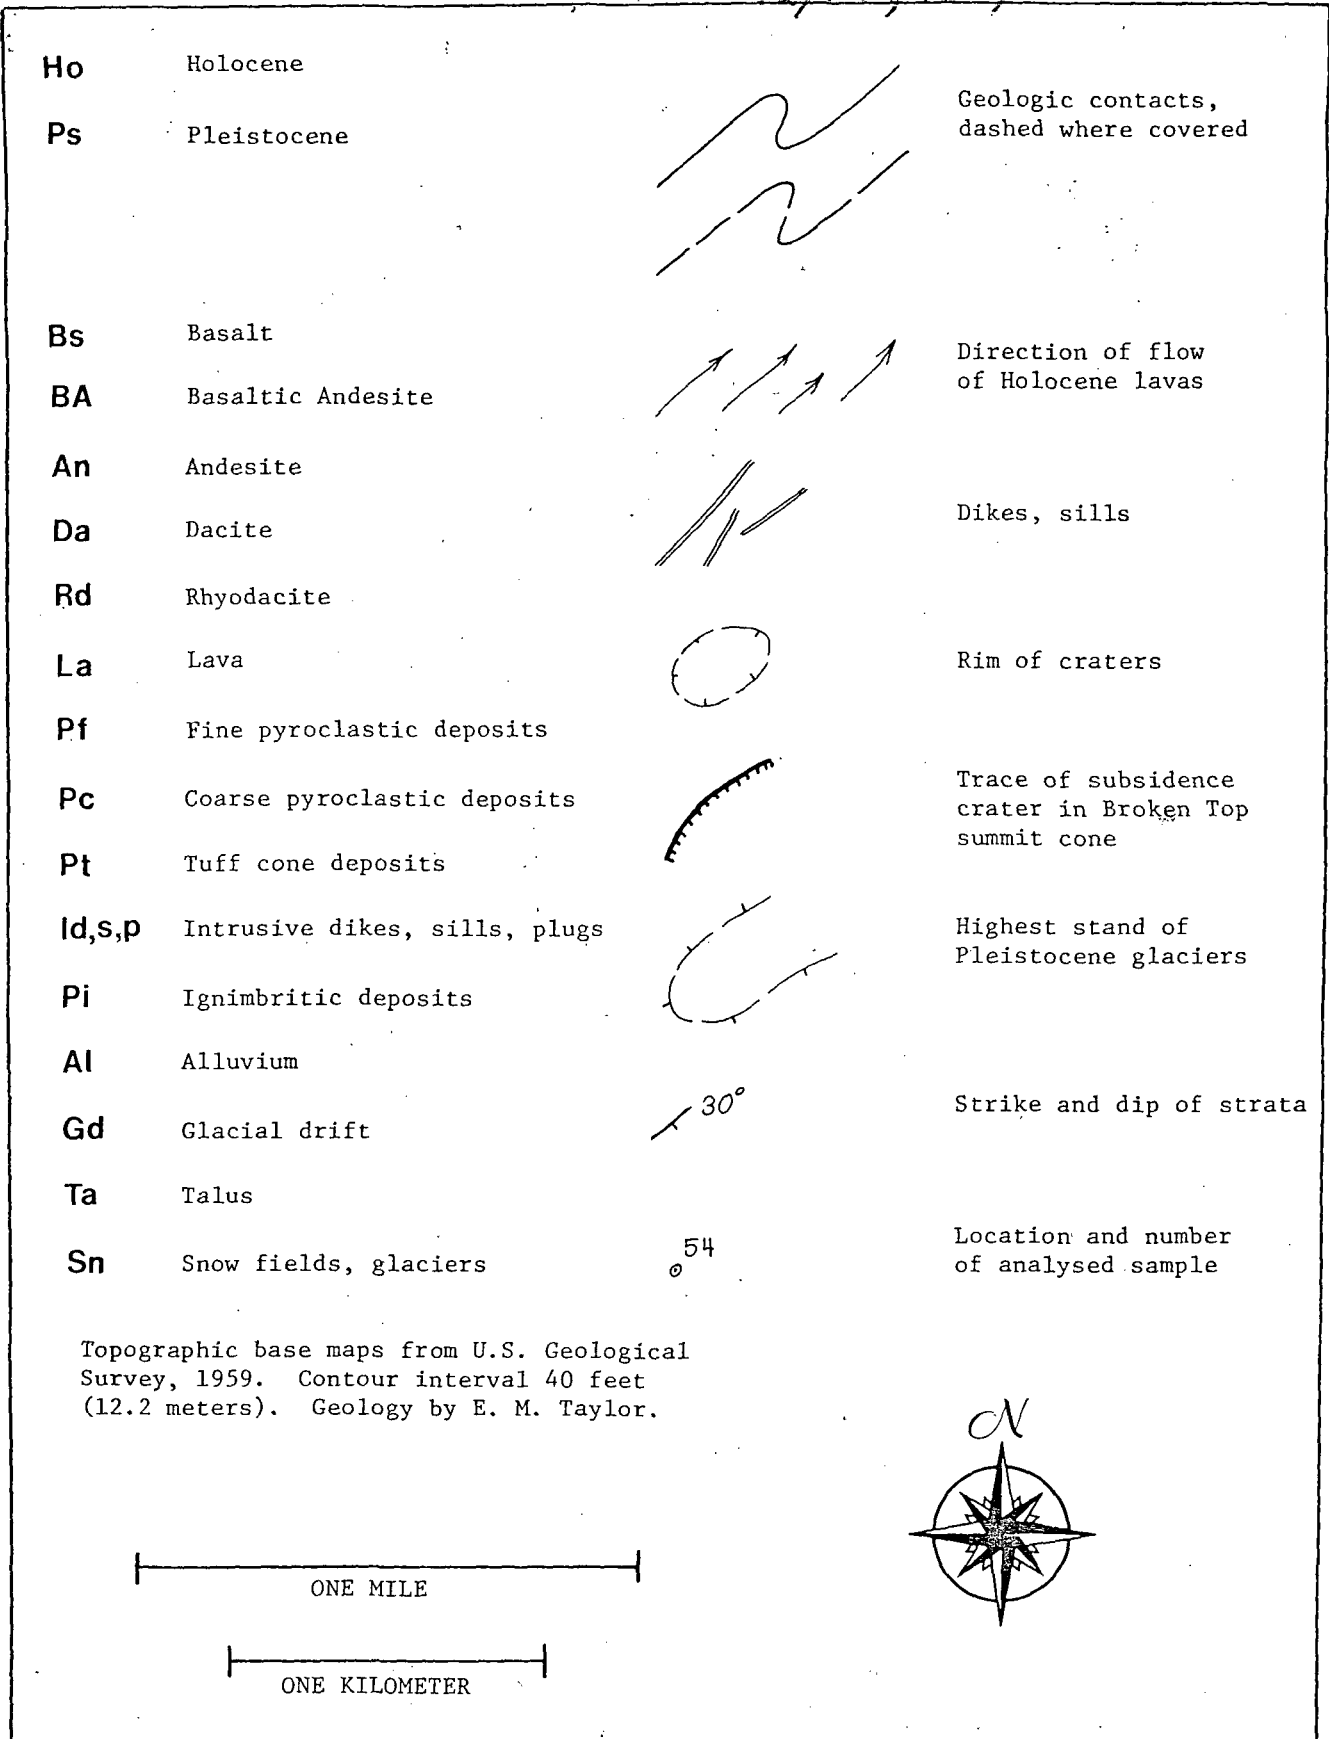 Ho Holocene
Ps Pleistocene
Geologic contacts,
dashed where covered
Bs Basalt
BA Basaltic Andesite
Direction of flow
of Holocene lavas
An Andesite
Da Dacite
Dikes, sills
Rd Rhyodacite
La Lava
Rim of craters
Pf Fine pyroclastic deposits
Pc Coarse pyroclastic deposits
Trace of subsidence
crater in Broken Top
summit cone
Pt Tuff cone deposits
Id,s,p Intrusive dikes, sills, plugs
Highest stand of
Pleistocene glaciers
Pi Ignimbritic deposits
Al Alluvium
Gd Glacial drift
30° Strike and dip of strata
Ta Talus
Sn Snow fields, glaciers
54 Location and number
of analysed sample
Topographic base maps from U.S. Geological
Survey, 1959. Contour interval 40 feet
(12.2 meters). Geology by E. M. Taylor.
N
ONE MILE
ONE KILOMETER